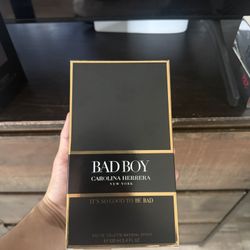 BAD BOY
CAROLINA HERRERA
NEW YORK
IT'S SO GOOD TO BE BAD
EAU DE TOILETTE NATURAL SPRAY